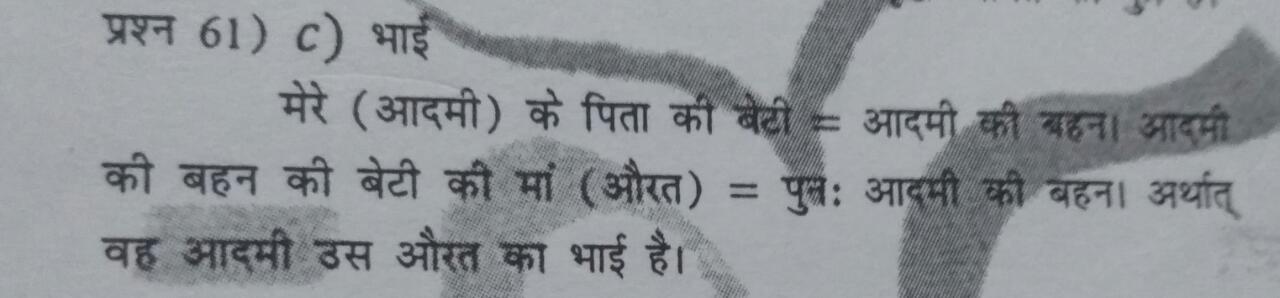 प्रश्न 61) C) भाई
मेरे (आदमी) के पिता की बेटी = आदमी की बहन। आदमी
की बहन की बेटी की मां (औरत) = पुनः आदमी की बहन। अर्थात्
वह आदमी उस औरत का भाई है।